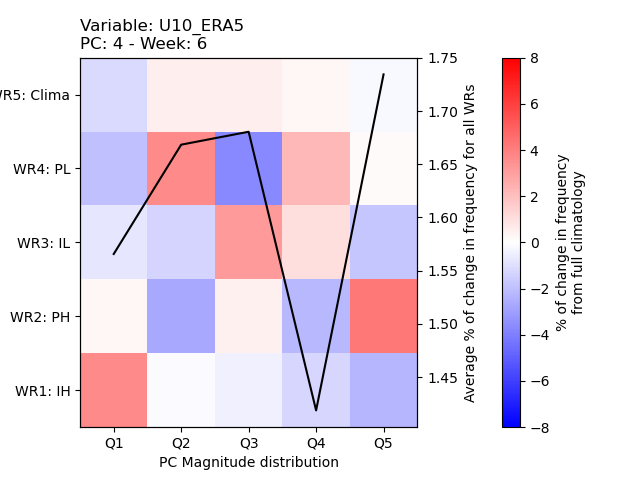 Variable: U10_ERA5
PC: 4 - Week: 6
WR5: Clima
WR4: PL
WR3: IL
WR2: PH
WR1: IH
Q1 Q2 Q3 Q4 Q5
PC Magnitude distribution
1.75
1.70
1.65
1.60
1.55
1.50
1.45
Average % of change in frequency for all WRs
8
6
4
2
0
−2
−4
−6
−8
% of change in frequency
from full climatology